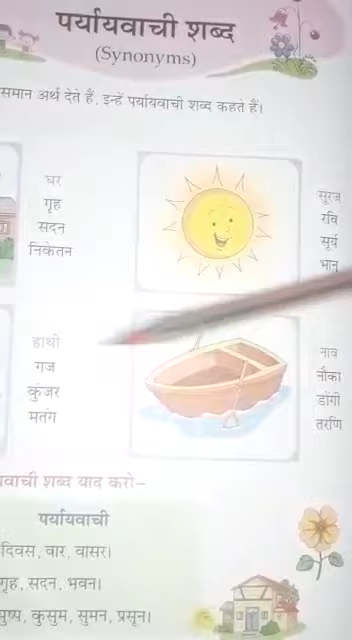 पर्यायवाची शब्द
(Synonyms)
समान अर्थ देते हैं, इन्हें पर्यायवाची शब्द कहते हैं।
घर
गृह
सदन
निकेतन
सूरज
रवि
सूर्य
भानु
हाथी
गज
कुंजर
मतंग
नाव
नौका
डोंगी
तरणि
शब्द याद करो–
पर्यायवाची
दिवस, वार, वासर।
गृह, सदन, भवन।
पुष्प, कुसुम, सुमन, प्रसून।